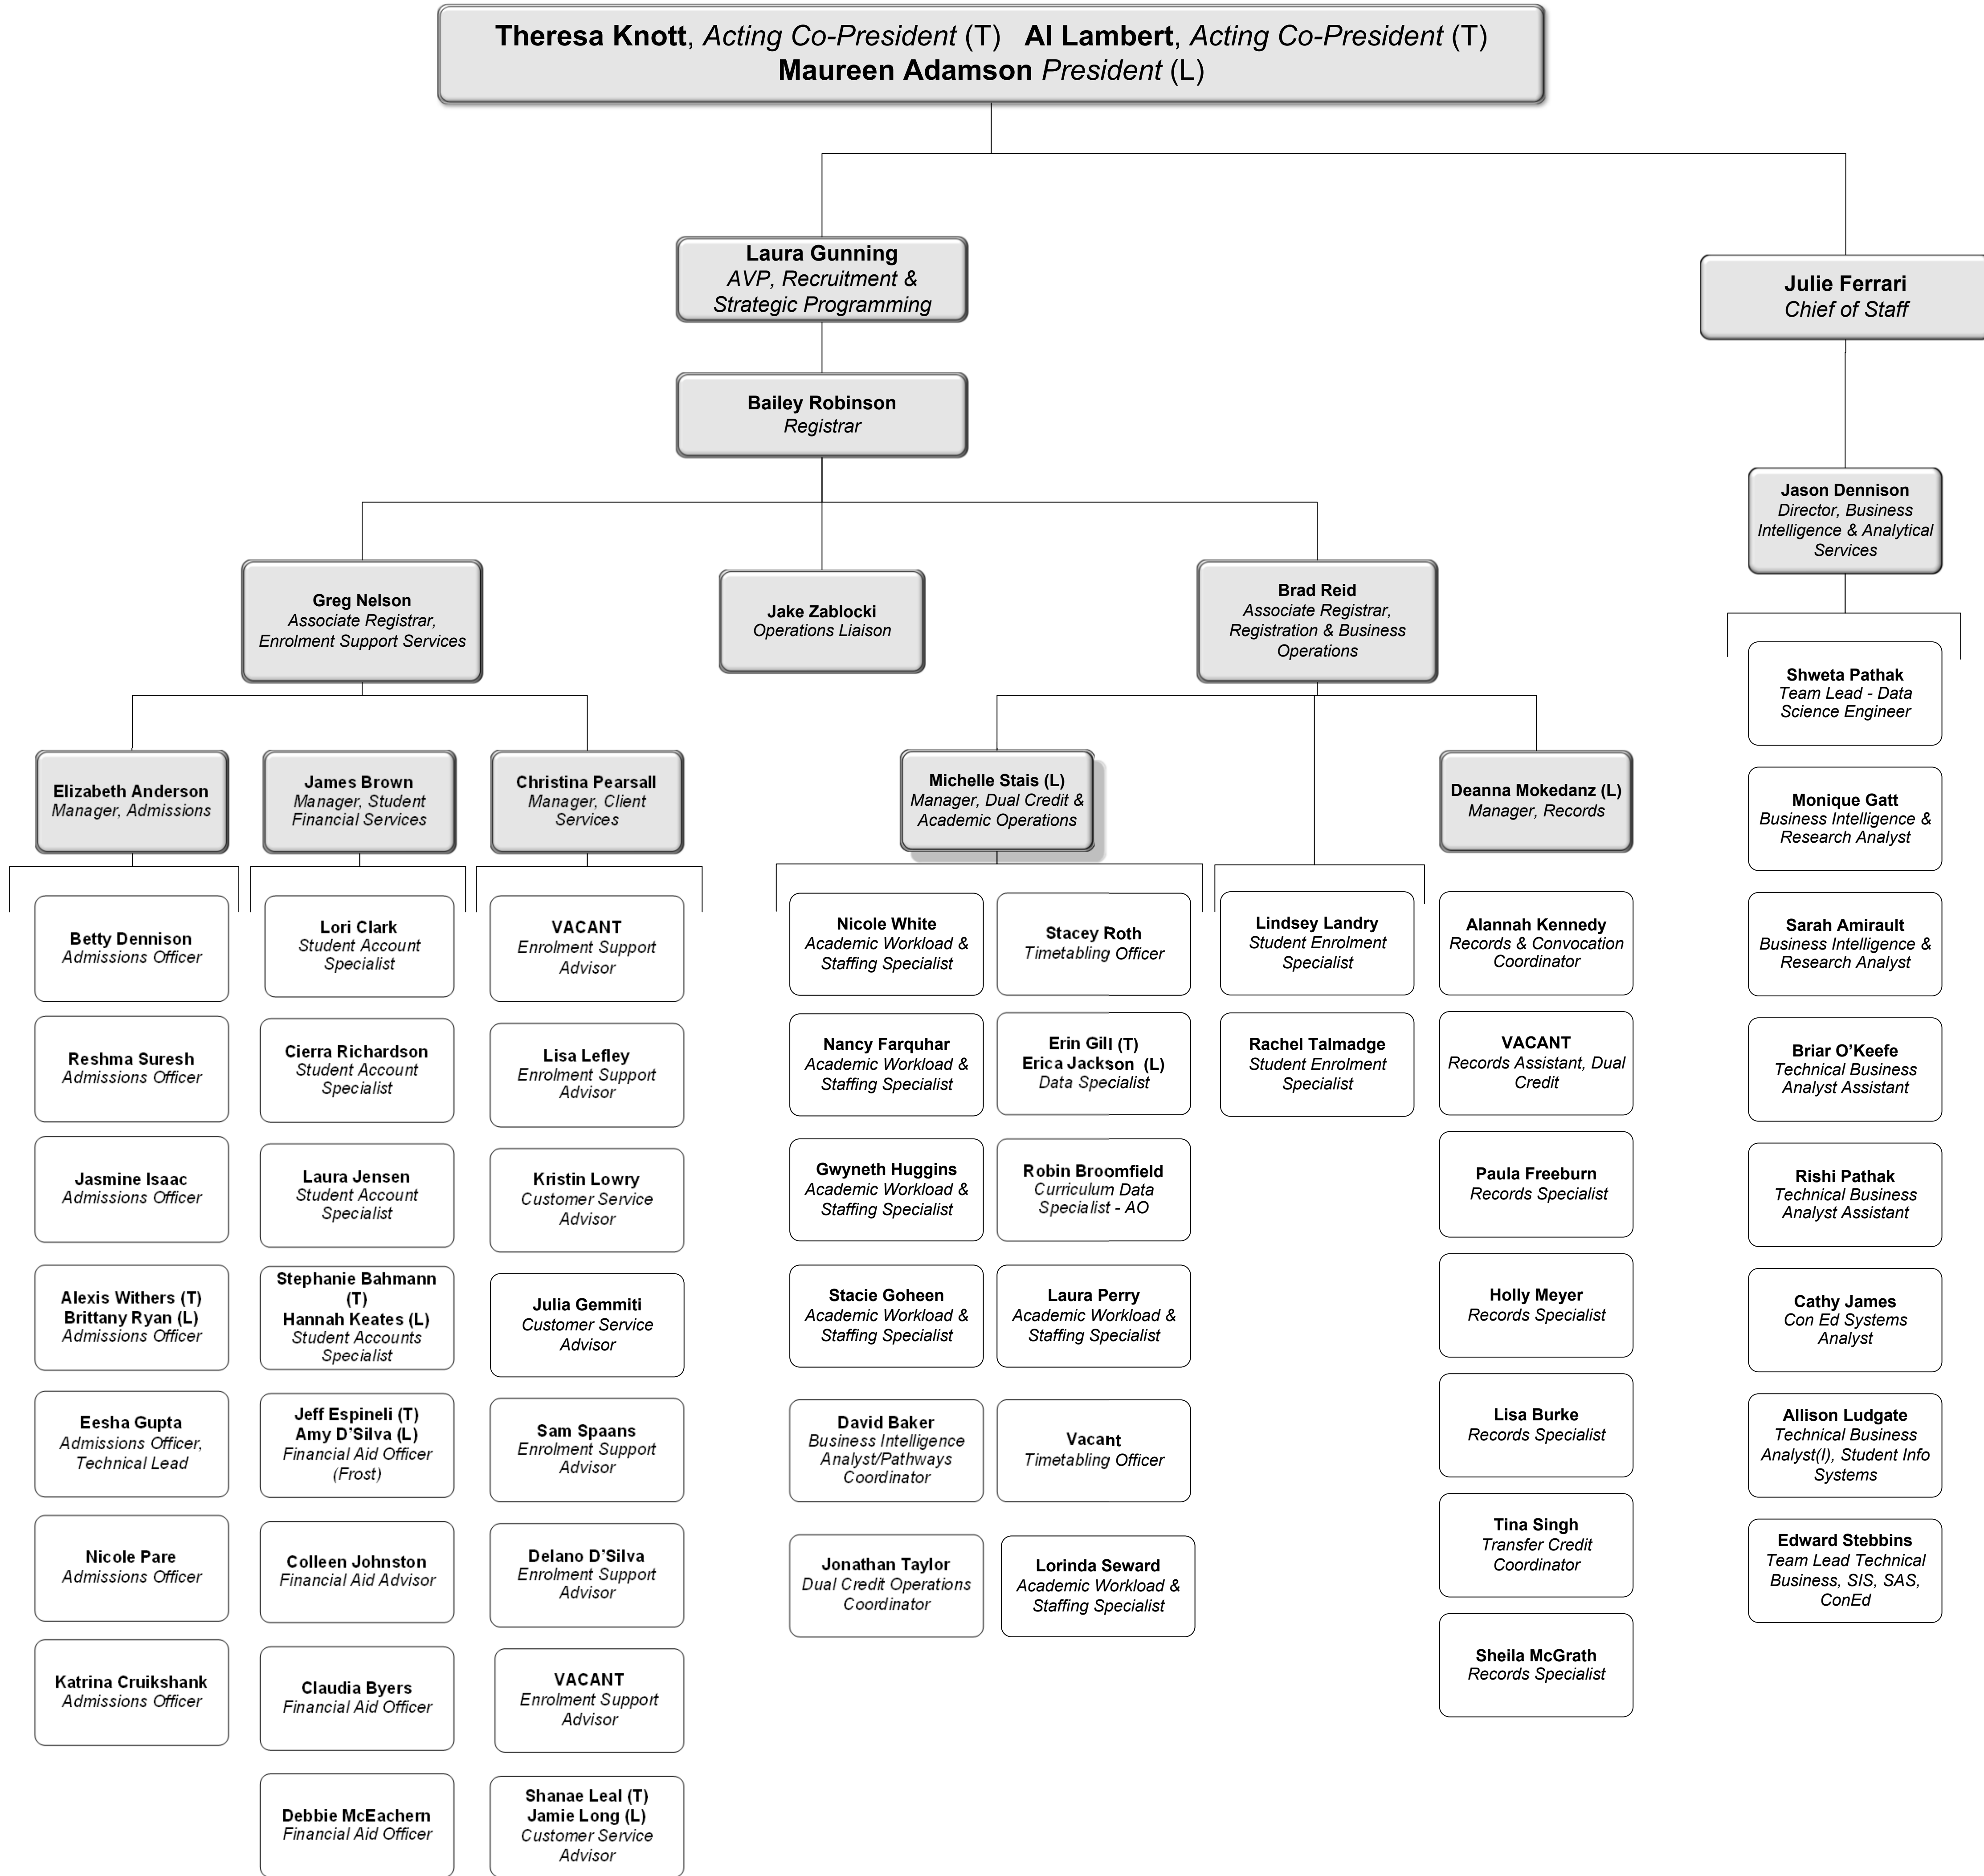 Theresa Knott, Acting Co-President (T) Al Lambert, Acting Co-President (T)
Maureen Adamson President (L)
Laura Gunning
AVP, Recruitment &
Strategic Programming
Julie Ferrari
Chief of Staff
Bailey Robinson
Registrar
Jason Dennison
Director, Business
Intelligence & Analytical
Services
Greg Nelson
Associate Registrar,
Enrolment Support Services
Jake Zablocki
Operations Liaison
Brad Reid
Associate Registrar,
Registration & Business
Operations
Elizabeth Anderson
Manager, Admissions
James Brown
Manager, Student
Financial Services
Christina Pearsall
Manager, Client
Services
Michelle Stais (L)
Manager, Dual Credit &
Academic Operations
Deanna Mokedanz (L)
Manager, Records
Betty Dennison
Admissions Officer
Reshma Suresh
Admissions Officer
Jasmine Isaac
Admissions Officer
Alexis Withers (T)
Brittany Ryan (L)
Admissions Officer
Eesha Gupta
Admissions Officer,
Technical Lead
Nicole Pare
Admissions Officer
Katrina Cruikshank
Admissions Officer
Lori Clark
Student Account
Specialist
Cierra Richardson
Student Account
Specialist
Laura Jensen
Student Account
Specialist
Stephanie Bahmann
(T)
Hannah Keates (L)
Student Accounts
Specialist
Jeff Espineli (T)
Amy D'Silva (L)
Financial Aid Officer
(Frost)
Colleen Johnston
Financial Aid Advisor
Claudia Byers
Financial Aid Officer
Debbie McEachern
Financial Aid Officer
VACANT
Enrolment Support
Advisor
Lisa Lefley
Enrolment Support
Advisor
Kristin Lowry
Customer Service
Advisor
Julia Gemmiti
Customer Service
Advisor
Sam Spaans
Enrolment Support
Advisor
Delano D'Silva
Enrolment Support
Advisor
VACANT
Enrolment Support
Advisor
Shanae Leal (T)
Jamie Long (L)
Customer Service
Advisor
Nicole White
Academic Workload &
Staffing Specialist
Nancy Farquhar
Academic Workload &
Staffing Specialist
Gwyneth Huggins
Academic Workload &
Staffing Specialist
Stacie Goheen
Academic Workload &
Staffing Specialist
David Baker
Business Intelligence
Analyst/Pathways
Coordinator
Jonathan Taylor
Dual Credit Operations
Coordinator
Stacey Roth
Timetabling Officer
Erin Gill (T)
Erica Jackson (L)
Data Specialist
Robin Broomfield
Curriculum Data
Specialist - AO
Laura Perry
Academic Workload &
Staffing Specialist
Vacant
Timetabling Officer
Lorinda Seward
Academic Workload &
Staffing Specialist
Lindsey Landry
Student Enrolment
Specialist
Rachel Talmadge
Student Enrolment
Specialist
Alannah Kennedy
Records & Convocation
Coordinator
VACANT
Records Assistant, Dual
Credit
Paula Freeburn
Records Specialist
Holly Meyer
Records Specialist
Lisa Burke
Records Specialist
Tina Singh
Transfer Credit
Coordinator
Sheila McGrath
Records Specialist
Shweta Pathak
Team Lead - Data
Science Engineer
Monique Gatt
Business Intelligence &
Research Analyst
Sarah Amirault
Business Intelligence &
Research Analyst
Briar O’Keefe
Technical Business
Analyst Assistant
Rishi Pathak
Technical Business
Analyst Assistant
Cathy James
Con Ed Systems
Analyst
Allison Ludgate
Technical Business
Analyst(I), Student Info
Systems
Edward Stebbins
Team Lead Technical
Business, SIS, SAS,
ConEd